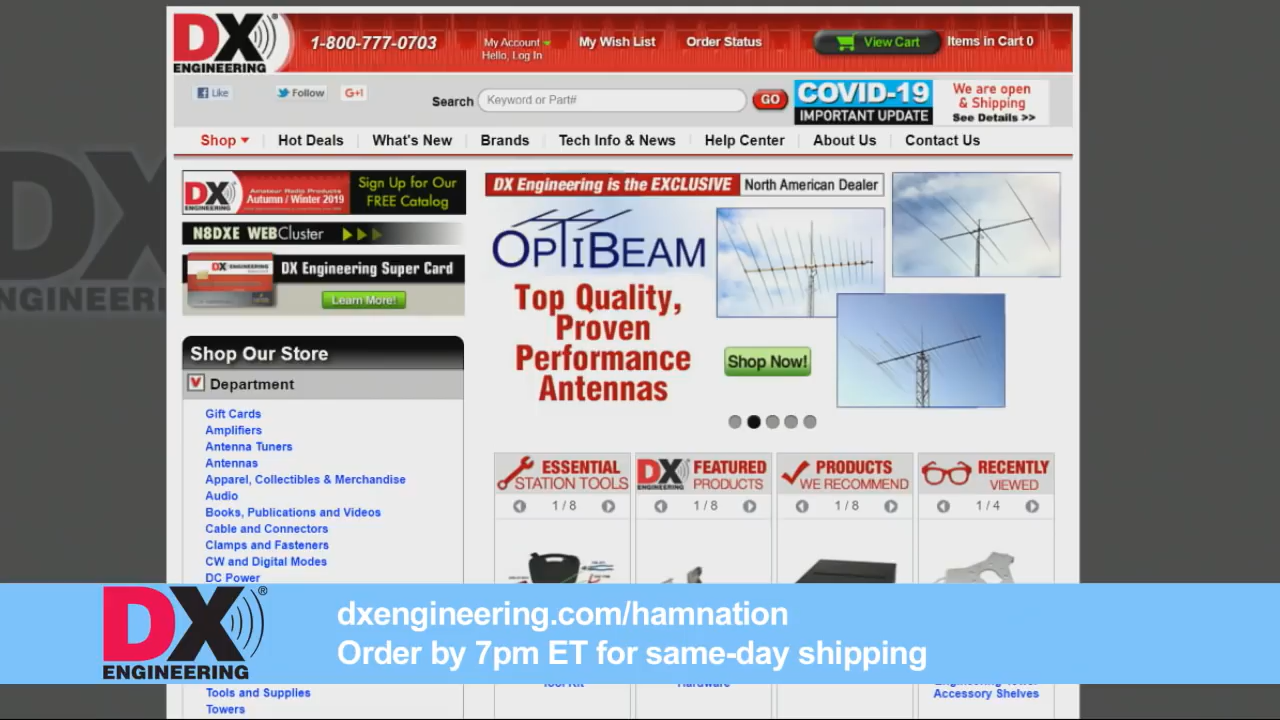 DX
ENGINEERING
1-800-777-0703
My Account
Hello, Log In
My Wish List
Order Status
View Cart
Items in Cart 0
Like
Follow
G+1
Search
Keyword or Part#
GO
COVID-19
IMPORTANT UPDATE
We are open
& Shipping
See Details >>
Shop
Hot Deals
What's New
Brands
Tech Info & News
Help Center
About Us
Contact Us
DX
ENGINEERING
Amateur Radio Products
Autumn / Winter 2019
Sign Up for Our
FREE Catalog
N8DXE WEBCluster
DX Engineering Super Card
Learn More!
DX Engineering is the EXCLUSIVE North American Dealer
OPTIBEAM
Top Quality,
Proven
Performance
Antennas
Shop Now!
Shop Our Store
Department
Gift Cards
Amplifiers
Antenna Tuners
Antennas
Apparel, Collectibles & Merchandise
Audio
Books, Publications and Videos
Cable and Connectors
Clamps and Fasteners
CW and Digital Modes
DC Power
Tools and Supplies
Towers
ESSENTIAL
STATION TOOLS
1 / 8
DX
ENGINEERING
FEATURED
PRODUCTS
1 / 8
PRODUCTS
WE RECOMMEND
1 / 8
RECENTLY
VIEWED
1 / 4
Accessory Shelves
DX®
ENGINEERING
dxengineering.com/hamnation
Order by 7pm ET for same-day shipping